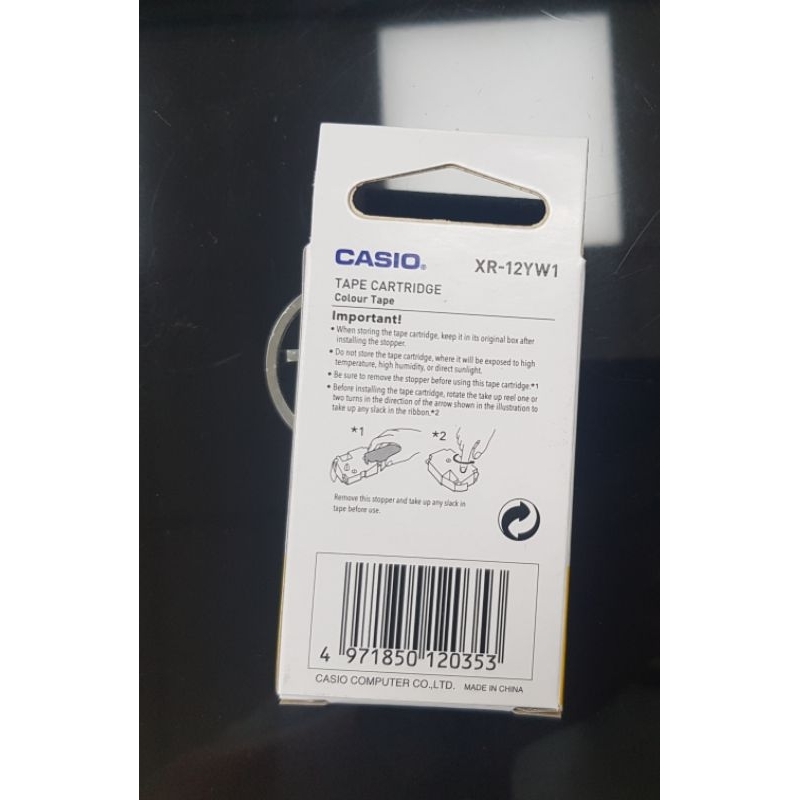 CASIO®
XR-12YW1
TAPE CARTRIDGE
Colour Tape
Important!
• When storing the tape cartridge, keep it in its original box after
installing the stopper.
• Do not store the tape cartridge, where it will be exposed to high
temperature, high humidity, or direct sunlight.
• Be sure to remove the stopper before using this tape cartridge.*1
• Before installing the tape cartridge, rotate the take up reel one or
two turns in the direction of the arrow shown in the illustration to
take up any slack in the ribbon.*2
*1 *2
Remove this stopper and take up any slack in
tape before use.
4 971850 120353
CASIO COMPUTER CO.,LTD. MADE IN CHINA